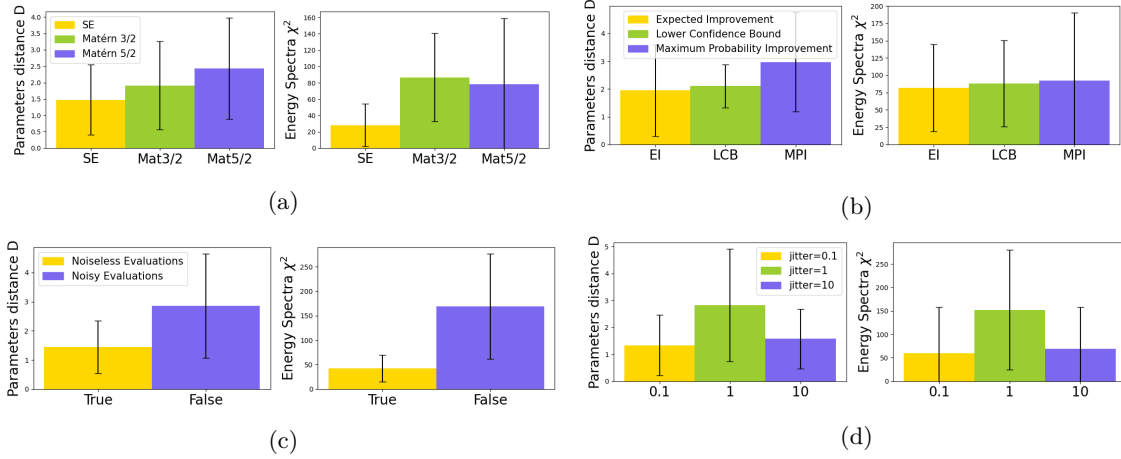 Parameters distance D
4.0
3.5
3.0
2.5
2.0
1.5
1.0
0.5
0.0
SE
Matérn 3/2
Matérn 5/2
SE Mat3/2 Mat5/2
Energy Spectra χ²
160
140
120
100
80
60
40
20
0
SE Mat3/2 Mat5/2
(a)
Parameters distance D
5
4
3
2
1
0
Expected Improvement
Lower Confidence Bound
Maximum Probability Improvement
EI LCB MPI
Energy Spectra χ²
200
175
150
125
100
75
50
25
0
EI LCB MPI
(b)
Parameters distance D
4
3
2
1
0
Noiseless Evaluations
Noisy Evaluations
True False
Energy Spectra χ²
250
200
150
100
50
0
True False
(c)
Parameters distance D
5
4
3
2
1
0
jitter=0.1
jitter=1
jitter=10
0.1 1 10
Energy Spectra χ²
250
200
150
100
50
0
0.1 1 10
(d)